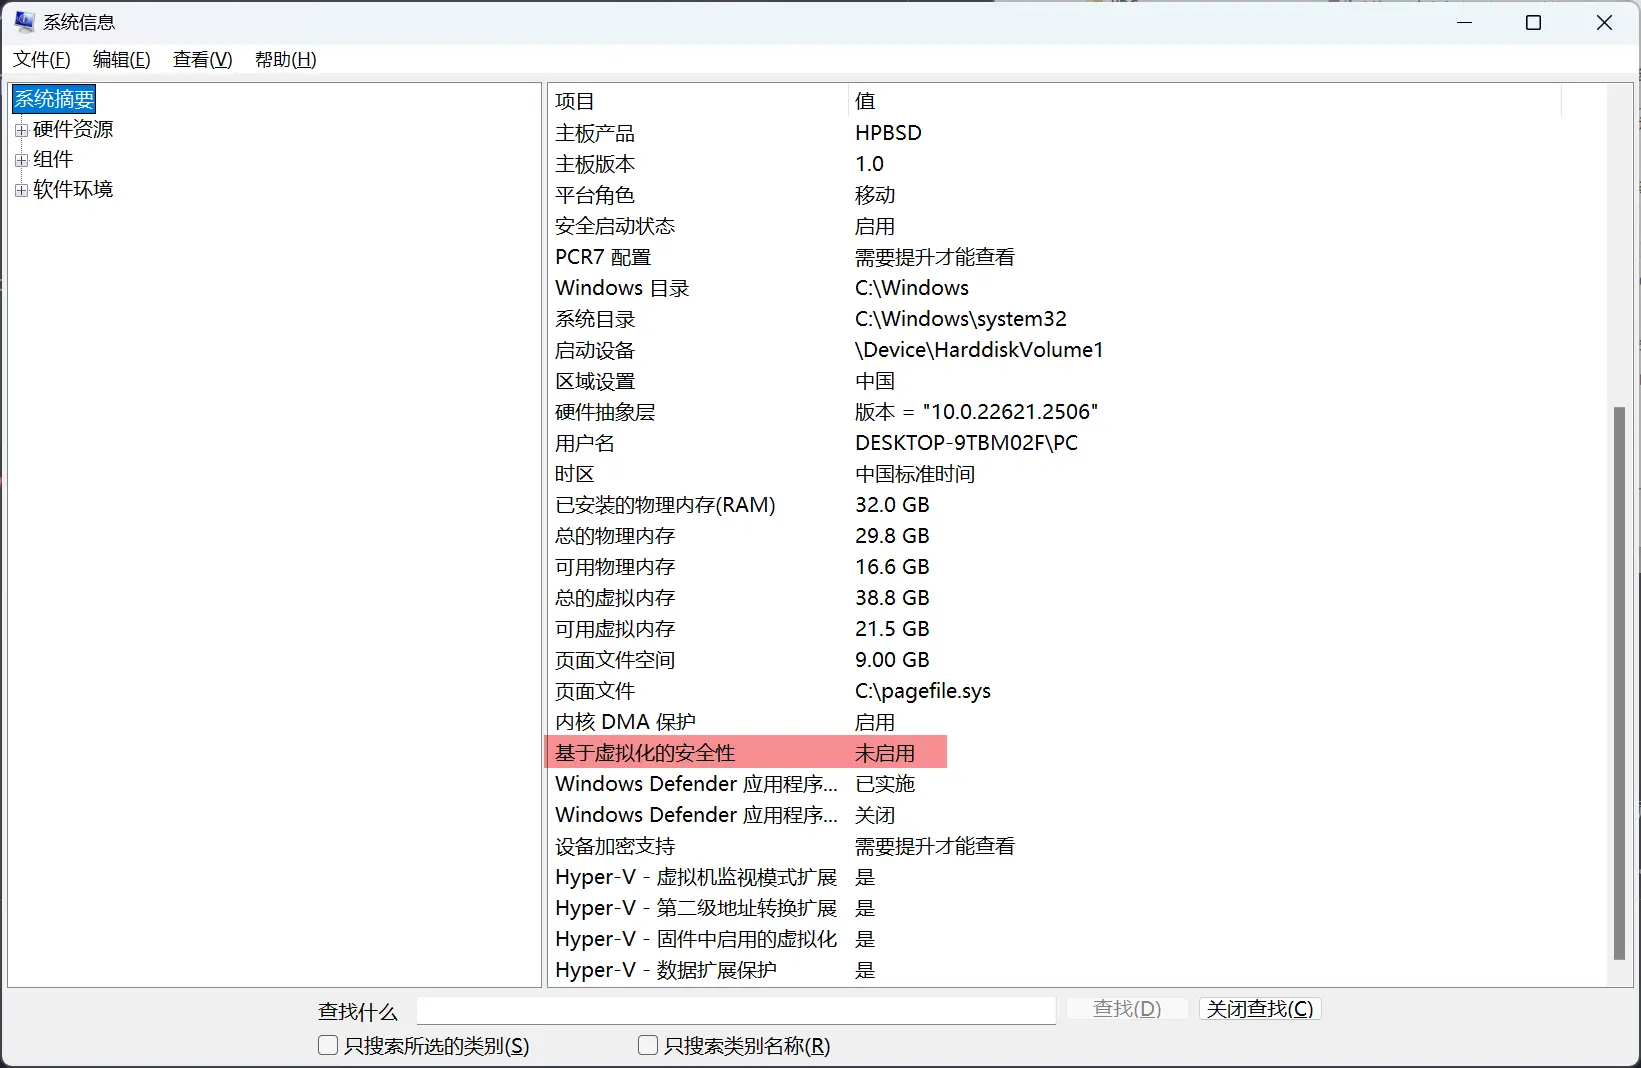 系统信息
文件(F) 编辑(E) 查看(V) 帮助(H)
系统摘要
硬件资源
组件
软件环境
项目 值
主板产品 HPBSD
主板版本 1.0
平台角色 移动
安全启动状态 启用
PCR7 配置 需要提升才能查看
Windows 目录 C:\Windows
系统目录 C:\Windows\system32
启动设备 \Device\HarddiskVolume1
区域设置 中国
硬件抽象层 版本 = "10.0.22621.2506"
用户名 DESKTOP-9TBM02F\PC
时区 中国标准时间
已安装的物理内存(RAM) 32.0 GB
总的物理内存 29.8 GB
可用物理内存 16.6 GB
总的虚拟内存 38.8 GB
可用虚拟内存 21.5 GB
页面文件空间 9.00 GB
页面文件 C:\pagefile.sys
内核 DMA 保护 启用
基于虚拟化的安全性 未启用
Windows Defender 应用程序... 已实施
Windows Defender 应用程序... 关闭
设备加密支持 需要提升才能查看
Hyper-V - 虚拟机监视模式扩展 是
Hyper-V - 第二级地址转换扩展 是
Hyper-V - 固件中启用的虚拟化 是
Hyper-V - 数据扩展保护 是
查找什么 查找(D) 关闭查找(C)
只搜索所选的类别(S) 只搜索类别名称(R)